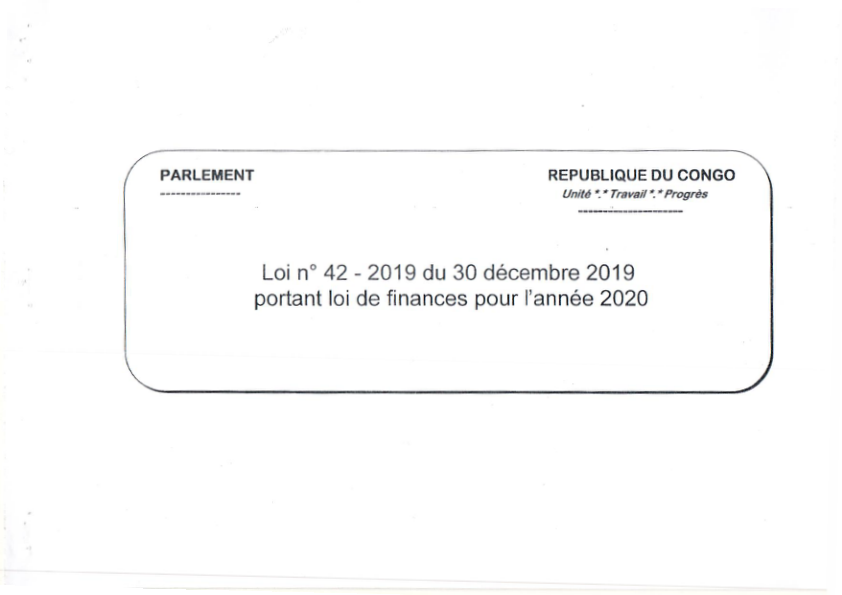 PARLEMENT
----------------
REPUBLIQUE DU CONGO
Unité *.* Travail *.* Progrès
---------------------
Loi n° 42 - 2019 du 30 décembre 2019
portant loi de finances pour l'année 2020